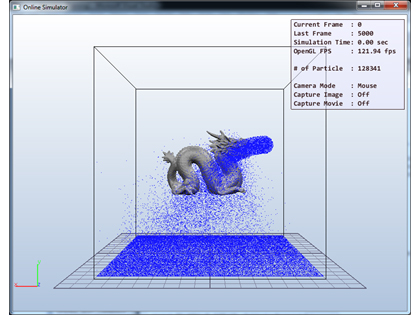 Online Simulator
Current Frame : 0
Last Frame : 5000
Simulation Time: 0.00 sec
OpenGL FPS : 121.94 fps
# of Particle : 128341
Camera Mode : Mouse
Capture Image : Off
Capture Movie : Off